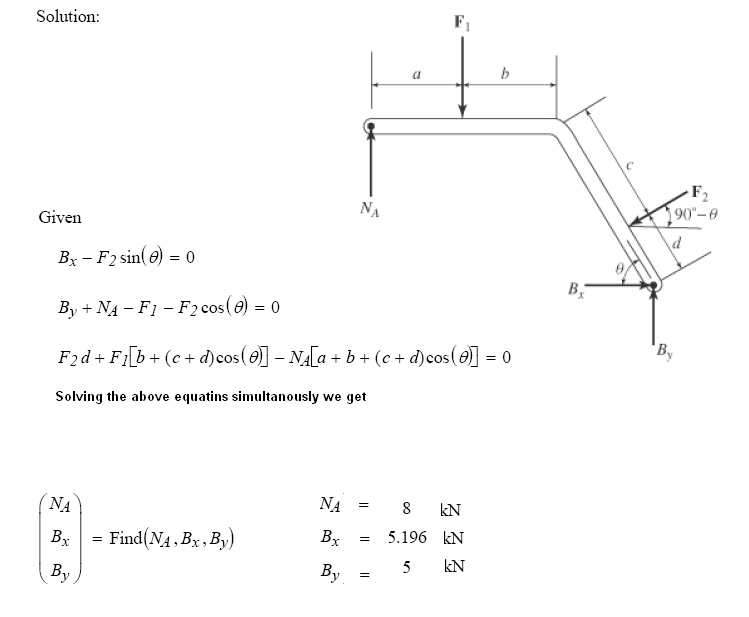 Solution:
F1
a
b
c
F2
90°–θ
d
NA
θ
Bx
By
Given
Bx − F2 sin(θ) = 0
By + NA − F1 − F2 cos(θ) = 0
F2 d + F1[b + (c + d)cos(θ)] − NA[a + b + (c + d)cos(θ)] = 0
Solving the above equatins simultanously we get
(NA
Bx
By) = Find(NA, Bx, By)
NA = 8 kN
Bx = 5.196 kN
By = 5 kN